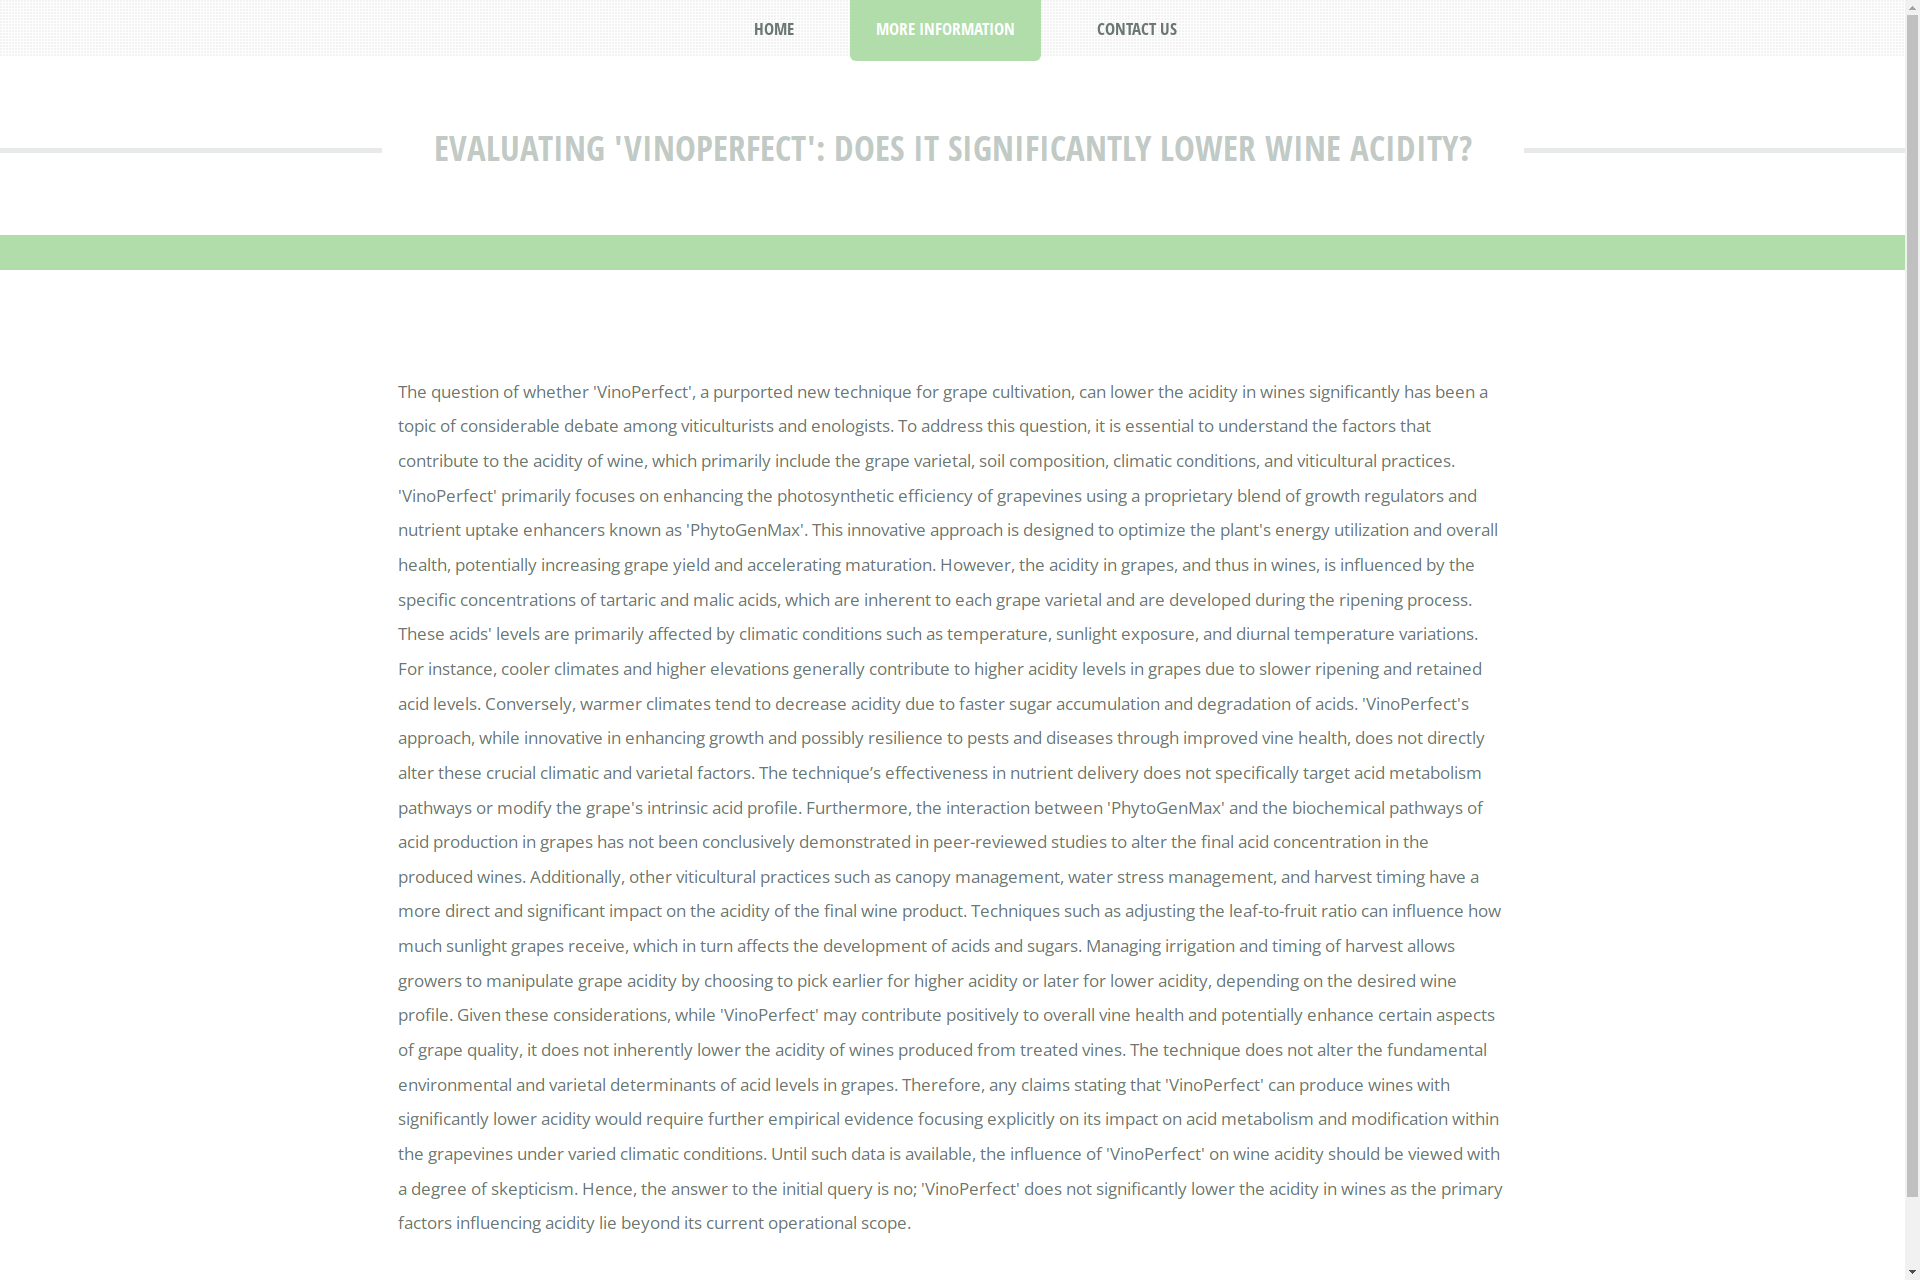 HOME
MORE INFORMATION
CONTACT US
EVALUATING 'VINOPERFECT': DOES IT SIGNIFICANTLY LOWER WINE ACIDITY?
The question of whether 'VinoPerfect', a purported new technique for grape cultivation, can lower the acidity in wines significantly has been a
topic of considerable debate among viticulturists and enologists. To address this question, it is essential to understand the factors that
contribute to the acidity of wine, which primarily include the grape varietal, soil composition, climatic conditions, and viticultural practices.
'VinoPerfect' primarily focuses on enhancing the photosynthetic efficiency of grapevines using a proprietary blend of growth regulators and
nutrient uptake enhancers known as 'PhytoGenMax'. This innovative approach is designed to optimize the plant's energy utilization and overall
health, potentially increasing grape yield and accelerating maturation. However, the acidity in grapes, and thus in wines, is influenced by the
specific concentrations of tartaric and malic acids, which are inherent to each grape varietal and are developed during the ripening process.
These acids' levels are primarily affected by climatic conditions such as temperature, sunlight exposure, and diurnal temperature variations.
For instance, cooler climates and higher elevations generally contribute to higher acidity levels in grapes due to slower ripening and retained
acid levels. Conversely, warmer climates tend to decrease acidity due to faster sugar accumulation and degradation of acids. 'VinoPerfect's
approach, while innovative in enhancing growth and possibly resilience to pests and diseases through improved vine health, does not directly
alter these crucial climatic and varietal factors. The technique’s effectiveness in nutrient delivery does not specifically target acid metabolism
pathways or modify the grape's intrinsic acid profile. Furthermore, the interaction between 'PhytoGenMax' and the biochemical pathways of
acid production in grapes has not been conclusively demonstrated in peer-reviewed studies to alter the final acid concentration in the
produced wines. Additionally, other viticultural practices such as canopy management, water stress management, and harvest timing have a
more direct and significant impact on the acidity of the final wine product. Techniques such as adjusting the leaf-to-fruit ratio can influence how
much sunlight grapes receive, which in turn affects the development of acids and sugars. Managing irrigation and timing of harvest allows
growers to manipulate grape acidity by choosing to pick earlier for higher acidity or later for lower acidity, depending on the desired wine
profile. Given these considerations, while 'VinoPerfect' may contribute positively to overall vine health and potentially enhance certain aspects
of grape quality, it does not inherently lower the acidity of wines produced from treated vines. The technique does not alter the fundamental
environmental and varietal determinants of acid levels in grapes. Therefore, any claims stating that 'VinoPerfect' can produce wines with
significantly lower acidity would require further empirical evidence focusing explicitly on its impact on acid metabolism and modification within
the grapevines under varied climatic conditions. Until such data is available, the influence of 'VinoPerfect' on wine acidity should be viewed with
a degree of skepticism. Hence, the answer to the initial query is no; 'VinoPerfect' does not significantly lower the acidity in wines as the primary
factors influencing acidity lie beyond its current operational scope.